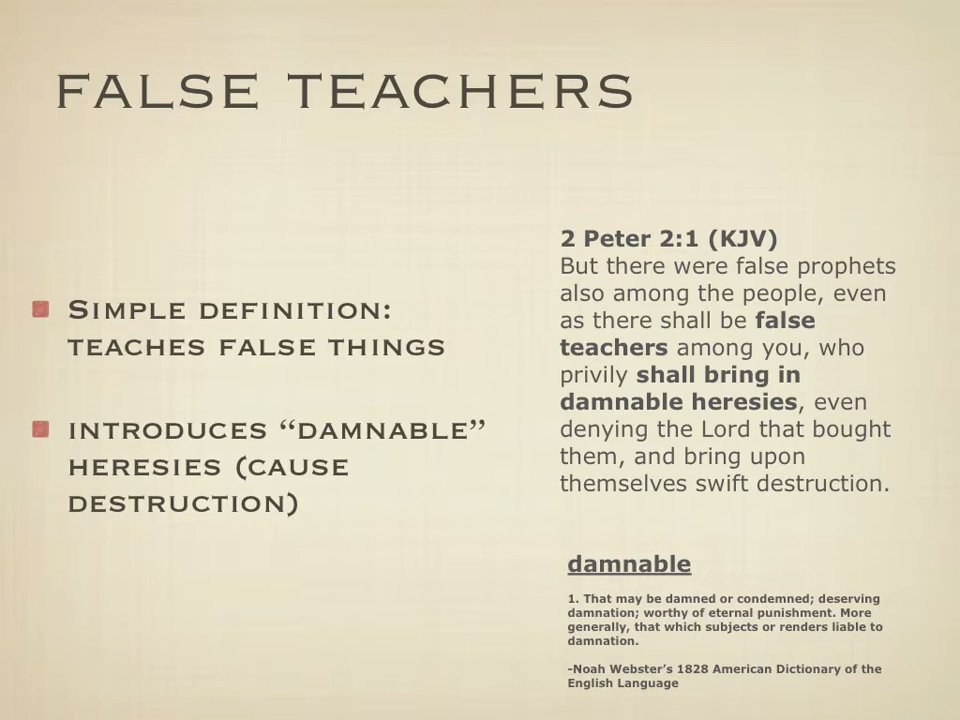 FALSE TEACHERS
SIMPLE DEFINITION:
TEACHES FALSE THINGS
INTRODUCES “DAMNABLE”
HERESIES (CAUSE
DESTRUCTION)
2 Peter 2:1 (KJV)
But there were false prophets
also among the people, even
as there shall be false
teachers among you, who
privily shall bring in
damnable heresies, even
denying the Lord that bought
them, and bring upon
themselves swift destruction.
damnable
1. That may be damned or condemned; deserving
damnation; worthy of eternal punishment. More
generally, that which subjects or renders liable to
damnation.
-Noah Webster’s 1828 American Dictionary of the
English Language